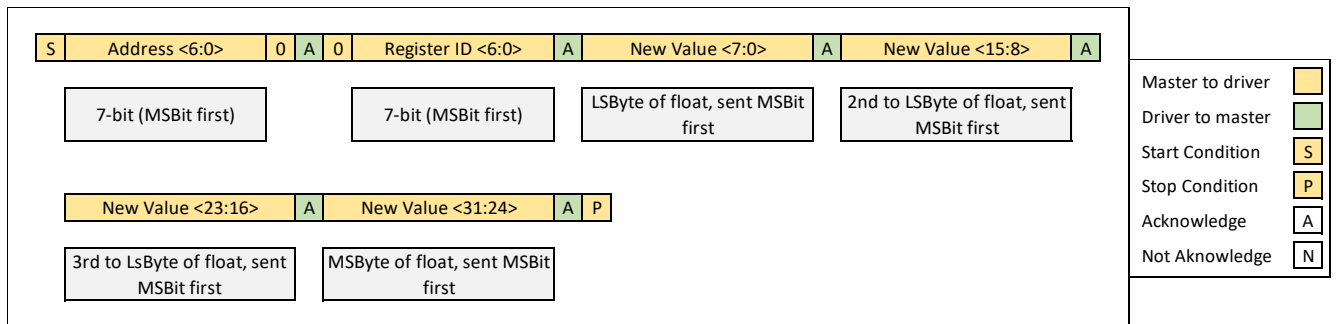 S Address <6:0> 0 A 0 Register ID <6:0> A New Value <7:0> A New Value <15:8> A
7-bit (MSBit first)
7-bit (MSBit first)
LSByte of float, sent MSBit
first
2nd to LSByte of float, sent
MSBit first
New Value <23:16> A New Value <31:24> A P
3rd to LsByte of float, sent
MSBit first
MSByte of float, sent MSBit
first
Master to driver
Driver to master
Start Condition S
Stop Condition P
Acknowledge A
Not Aknowledge N